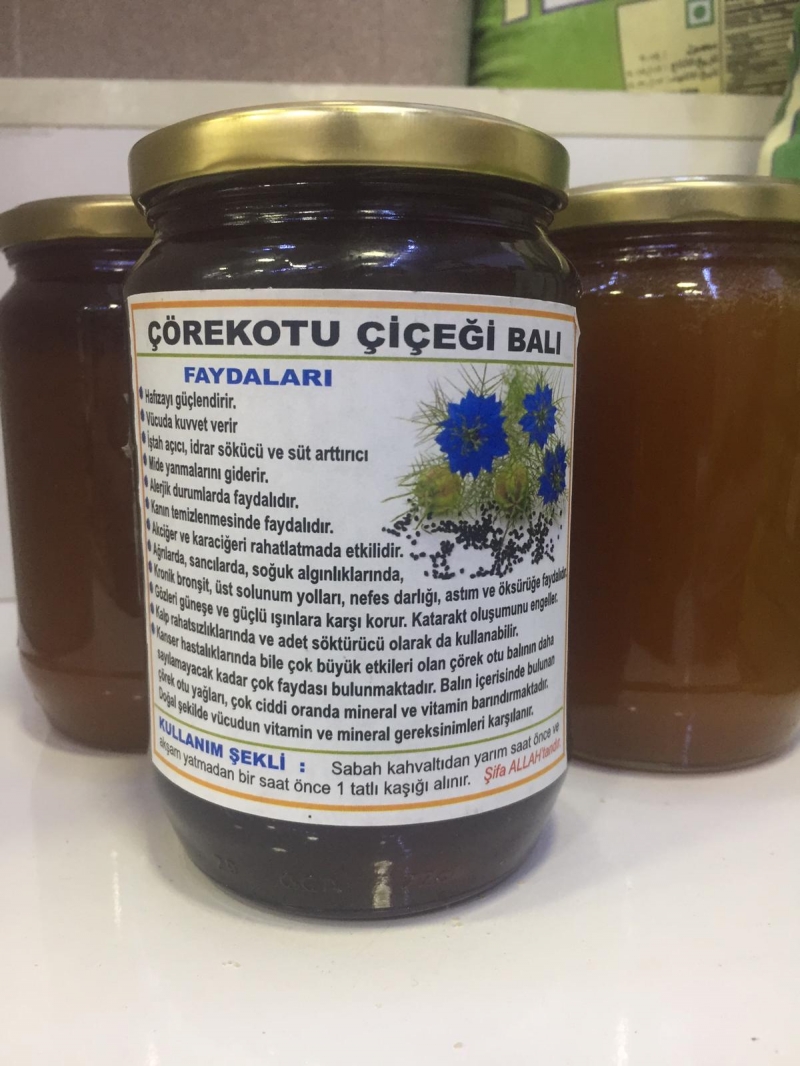 ÇÖREKOTU ÇİÇEĞİ BALI
FAYDALARI
Hafızayı güçlendirir.
Vücuda kuvvet verir
İştah açıcı, idrar sökücü ve süt arttırıcı
Mide yanmalarını giderir.
Alerjik durumlarda faydalıdır.
Kanın temizlenmesinde faydalıdır.
Akciğer ve karaciğeri rahatlatmada etkilidir.
Ağrılarda, sancılarda, soğuk algınlıklarında,
Kronik bronşit, üst solunum yolları, nefes darlığı, astım ve öksürüğe faydalıdır.
Gözleri güneşe ve güçlü ışınlara karşı korur. Katarakt oluşumunu engeller.
Kalp rahatsızlıklarında ve adet söktürücü olarak da kullanabilir.
Kanser hastalıklarında bile çok büyük etkileri olan çörek otu balının daha
sayılamayacak kadar çok faydası bulunmaktadır. Balın içerisinde bulunan
çörek otu yağları, çok ciddi oranda mineral ve vitamin barındırmaktadır.
Doğal şekilde vücudun vitamin ve mineral gereksinimleri karşılanır.
KULLANIM ŞEKLİ : Sabah kahvaltıdan yarım saat önce ve
akşam yatmadan bir saat önce 1 tatlı kaşığı alınır. Şifa ALLAH'tandır